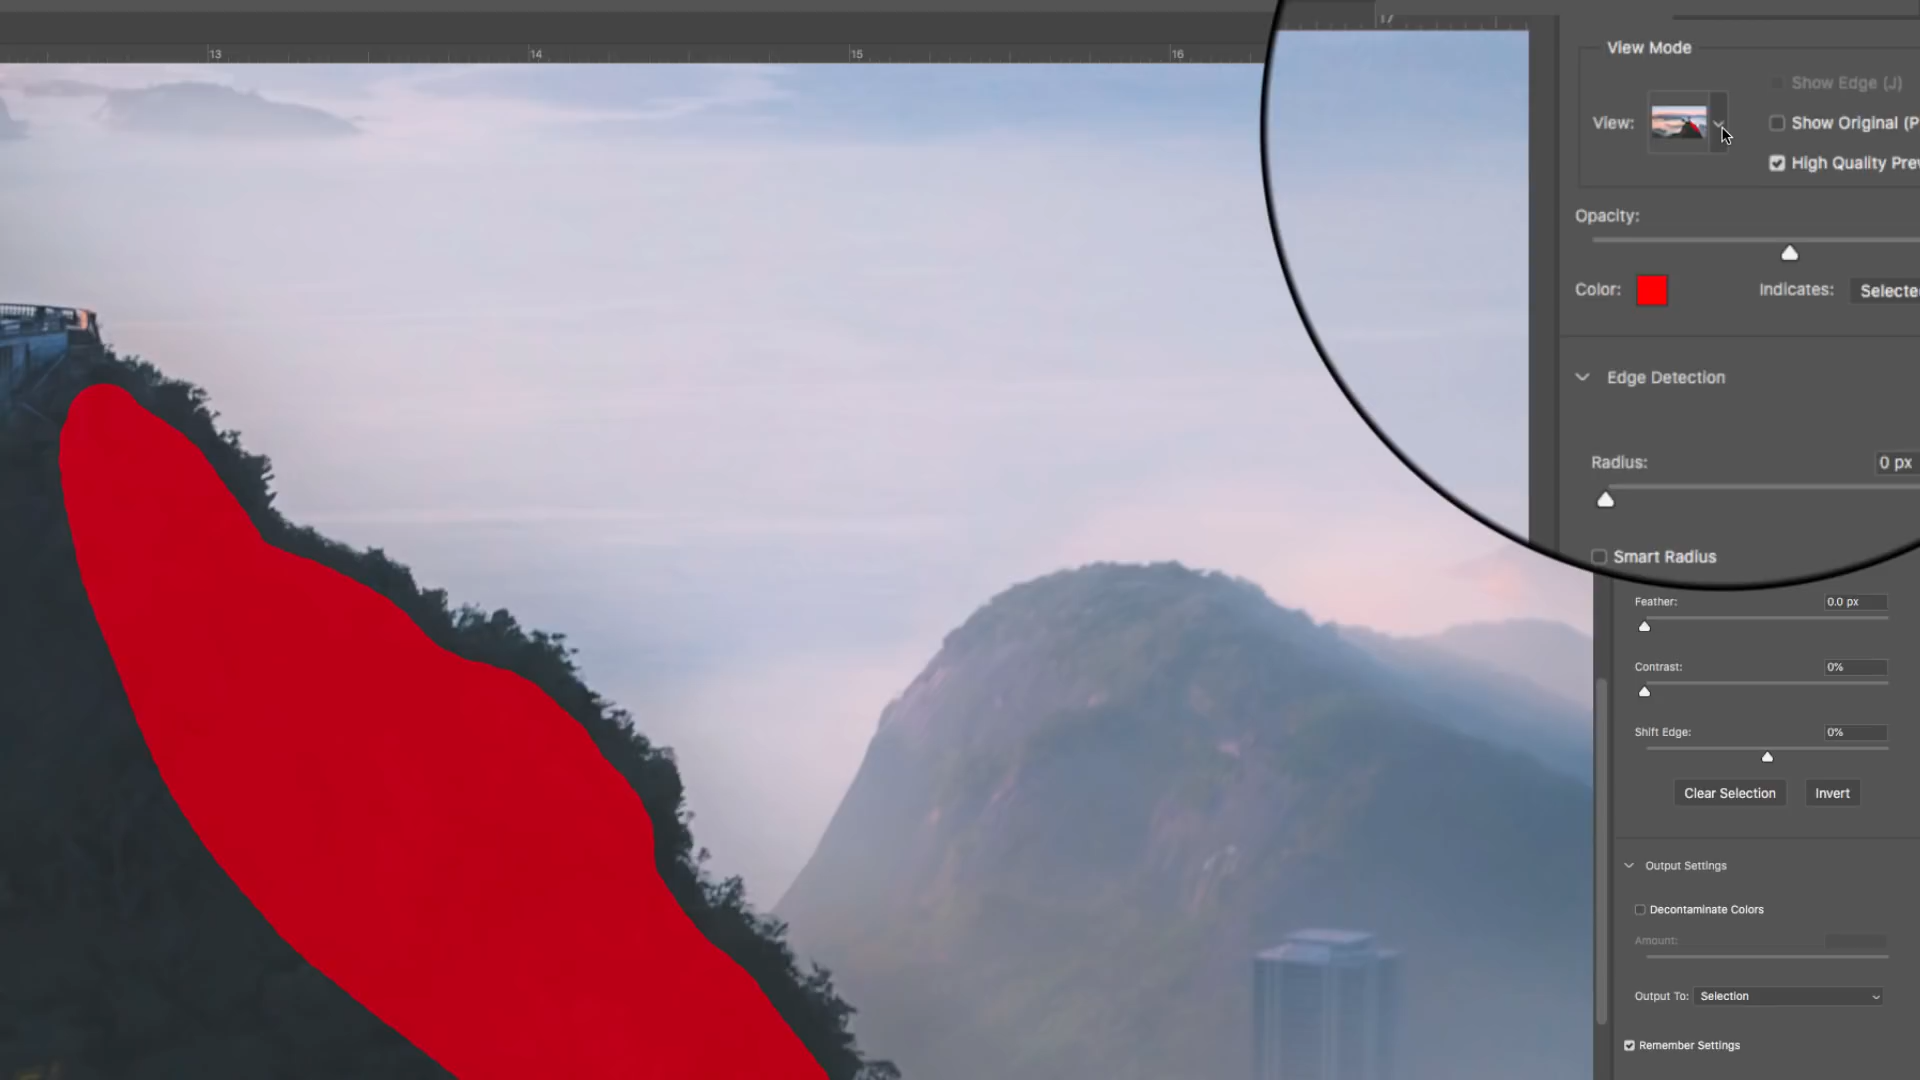 13
14
15
16
17
View Mode
Show Edge (J)
View:
Show Original (P
High Quality Prev
Opacity:
Color:
Indicates:
Selecte
Edge Detection
Radius:
0 px
Smart Radius
Feather:
0.0 px
Contrast:
0%
Shift Edge:
0%
Clear Selection
Invert
Output Settings
Decontaminate Colors
Amount:
Output To:
Selection
Remember Settings